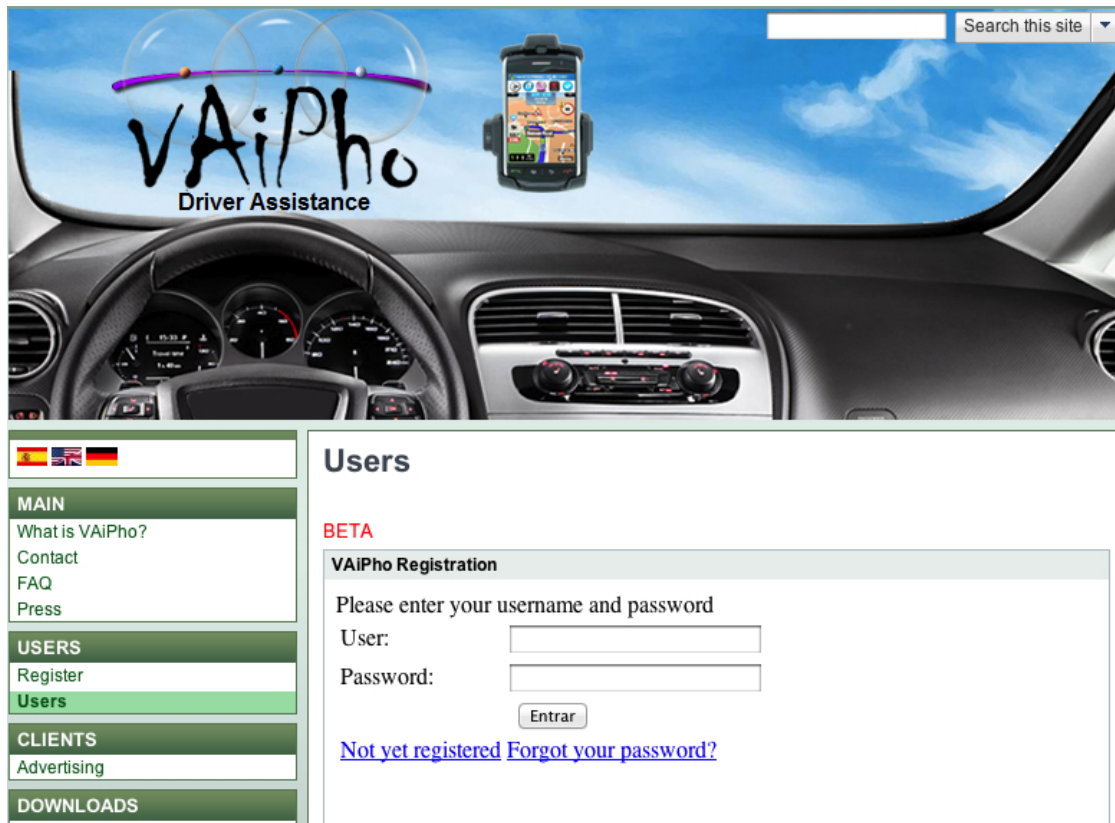 Search this site
VAiPho
Driver Assistance
Users
MAIN
What is VAiPho?
Contact
FAQ
Press
USERS
Register
Users
CLIENTS
Advertising
DOWNLOADS
BETA
VAiPho Registration
Please enter your username and password
User:
Password:
Entrar
Not yet registered Forgot your password?